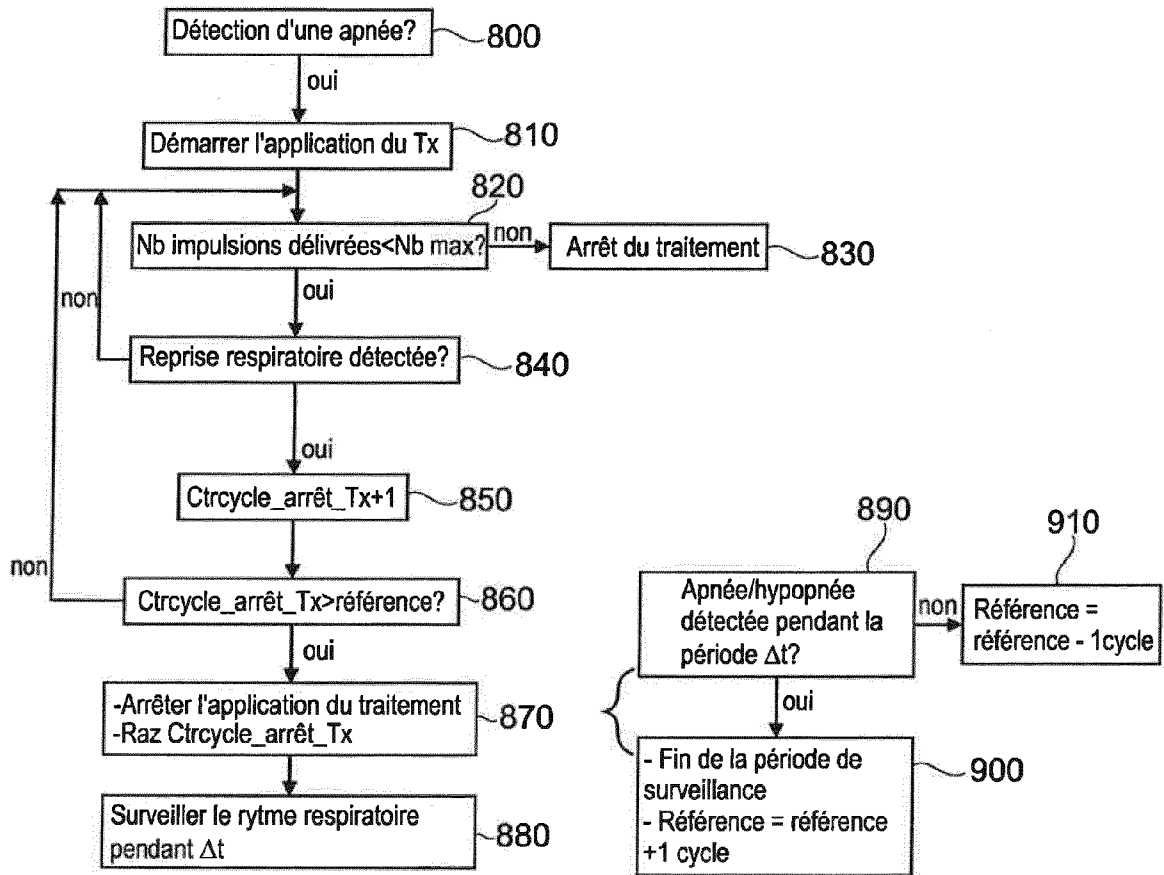 Détection d'une apnée?
800
oui
Démarrer l'application du Tx
810
820
Nb impulsions délivrées<Nb max?
non
Arrêt du traitement
830
oui
non
Reprise respiratoire détectée?
840
oui
Ctrcycle_arrêt_Tx+1
850
non
Ctrcycle_arrêt_Tx>référence?
860
oui
-Arrêter l'application du traitement
-Raz Ctrcycle_arrêt_Tx
870
Surveiller le rytme respiratoire
pendant Δt
880
890
Apnée/hypopnée
détectée pendant la
période Δt?
non
910
Référence =
référence - 1cycle
oui
- Fin de la période de
surveillance
- Référence = référence
+1 cycle
900